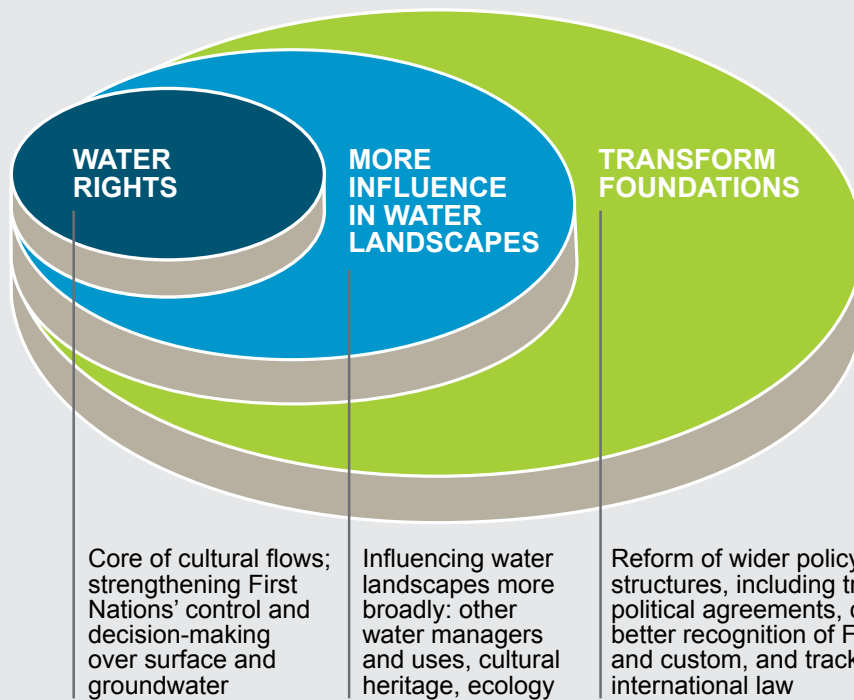 WATER
RIGHTS
MORE
INFLUENCE
IN WATER
LANDSCAPES
TRANSFORM
FOUNDATIONS
Core of cultural flows;
strengthening First
Nations’ control and
decision-making
over surface and
groundwater
Influencing water
landscapes more
broadly: other
water managers
and uses, cultural
heritage, ecology
Reform of wider policy
structures, including
political agreements,
better recognition of
and custom, and track
international law